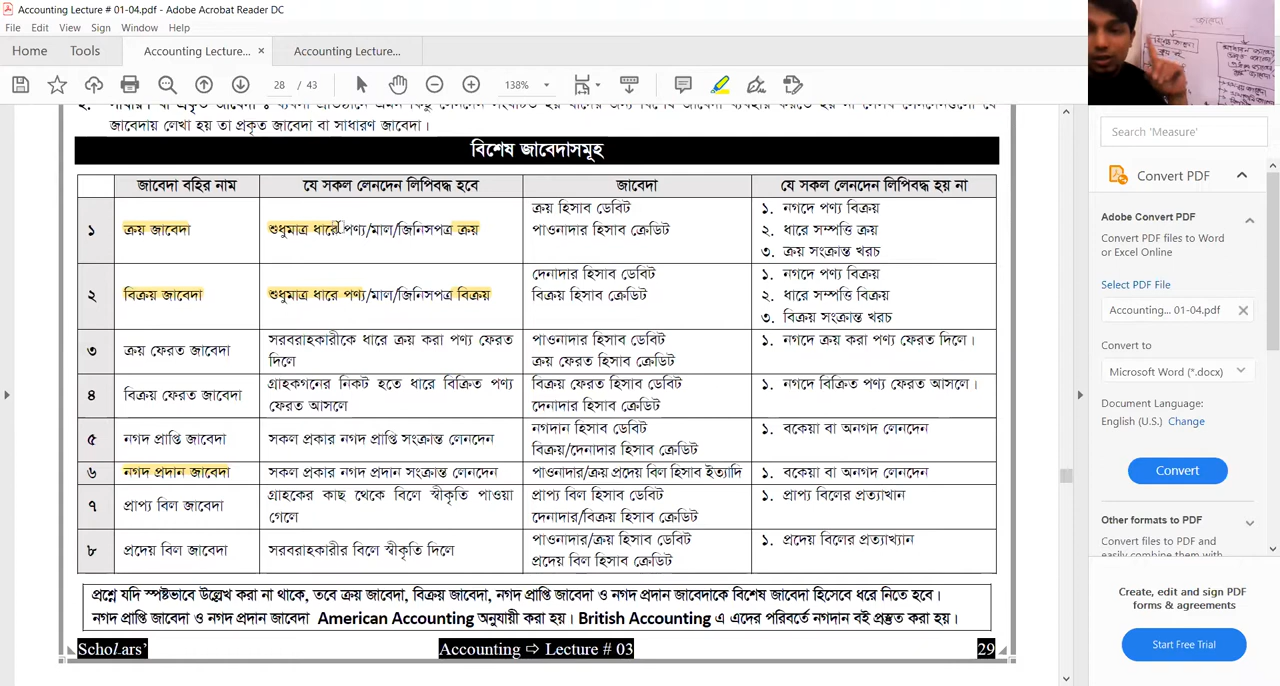 Accounting Lecture # 01-04.pdf - Adobe Acrobat Reader DC
File Edit View Sign Window Help
Home Tools Accounting Lecture... × Accounting Lecture...
28 / 43 138%
Search 'Measure'
জাবেদায় লেখা হয় তা প্রকৃত জাবেদা বা সাধারণ জাবেদা।
বিশেষ জাবেদাসমূহ
জাবেদা বহির নাম যে সকল লেনদেন লিপিবদ্ধ হবে জাবেদা যে সকল লেনদেন লিপিবদ্ধ হয় না
১ ক্রয় জাবেদা শুধুমাত্র ধারে পণ্য/মাল/জিনিসপত্র ক্রয়
ক্রয় হিসাব ডেবিট
পাওনাদার হিসাব ক্রেডিট
১. নগদে পণ্য বিক্রয়
২. ধারে সম্পত্তি ক্রয়
৩. ক্রয় সংক্রান্ত খরচ
২ বিক্রয় জাবেদা শুধুমাত্র ধারে পণ্য/মাল/জিনিসপত্র বিক্রয়
দেনাদার হিসাব ডেবিট
বিক্রয় হিসাব ক্রেডিট
১. নগদে পণ্য বিক্রয়
২. ধারে সম্পত্তি বিক্রয়
৩. বিক্রয় সংক্রান্ত খরচ
৩ ক্রয় ফেরত জাবেদা
সরবরাহকারীকে ধারে ক্রয় করা পণ্য ফেরত
দিলে
পাওনাদার হিসাব ডেবিট
ক্রয় ফেরত হিসাব ক্রেডিট
১. নগদে ক্রয় করা পণ্য ফেরত দিলে।
৪ বিক্রয় ফেরত জাবেদা
গ্রাহকগনের নিকট হতে ধারে বিক্রিত পণ্য
ফেরত আসলে
বিক্রয় ফেরত হিসাব ডেবিট
দেনাদার হিসাব ক্রেডিট
১. নগদে বিক্রিত পণ্য ফেরত আসলে।
৫ নগদ প্রাপ্তি জাবেদা সকল প্রকার নগদ প্রাপ্তি সংক্রান্ত লেনদেন
নগদান হিসাব ডেবিট
বিক্রয়/দেনাদার হিসাব ক্রেডিট
১. বকেয়া বা অনগদ লেনদেন
৬ নগদ প্রদান জাবেদা সকল প্রকার নগদ প্রদান সংক্রান্ত লেনদেন পাওনাদার/ক্রয় প্রদেয় বিল হিসাব ইত্যাদি ১. বকেয়া বা অনগদ লেনদেন
৭ প্রাপ্য বিল জাবেদা
গ্রাহকের কাছ থেকে বিলে স্বীকৃতি পাওয়া
গেলে
প্রাপ্য বিল হিসাব ডেবিট
দেনাদার/বিক্রয় হিসাব ক্রেডিট
১. প্রাপ্য বিলের প্রত্যাখান
৮ প্রদেয় বিল জাবেদা সরবরাহকারীর বিলে স্বীকৃতি দিলে
পাওনাদার/ক্রয় হিসাব ডেবিট
প্রদেয় বিল হিসাব ক্রেডিট
১. প্রদেয় বিলের প্রত্যাখ্যান
প্রশ্নে যদি স্পষ্টভাবে উল্লেখ করা না থাকে, তবে ক্রয় জাবেদা, বিক্রয় জাবেদা, নগদ প্রাপ্তি জাবেদা ও নগদ প্রদান জাবেদাকে বিশেষ জাবেদা হিসেবে ধরে নিতে হবে।
নগদ প্রাপ্তি জাবেদা ও নগদ প্রদান জাবেদা American Accounting অনুযায়ী করা হয়। British Accounting এ এদের পরিবর্তে নগদান বই প্রস্তুত করা হয়।
Scholars' Accounting ⇨ Lecture # 03 29
Convert PDF
Adobe Convert PDF
Convert PDF files to Word
or Excel Online
Select PDF File
Accounting... 01-04.pdf ×
Convert to
Microsoft Word (*.docx)
Document Language:
English (U.S.) Change
Convert
Other formats to PDF
Convert files to PDF and
easily combine them with
Create, edit and sign PDF
forms & agreements
Start Free Trial